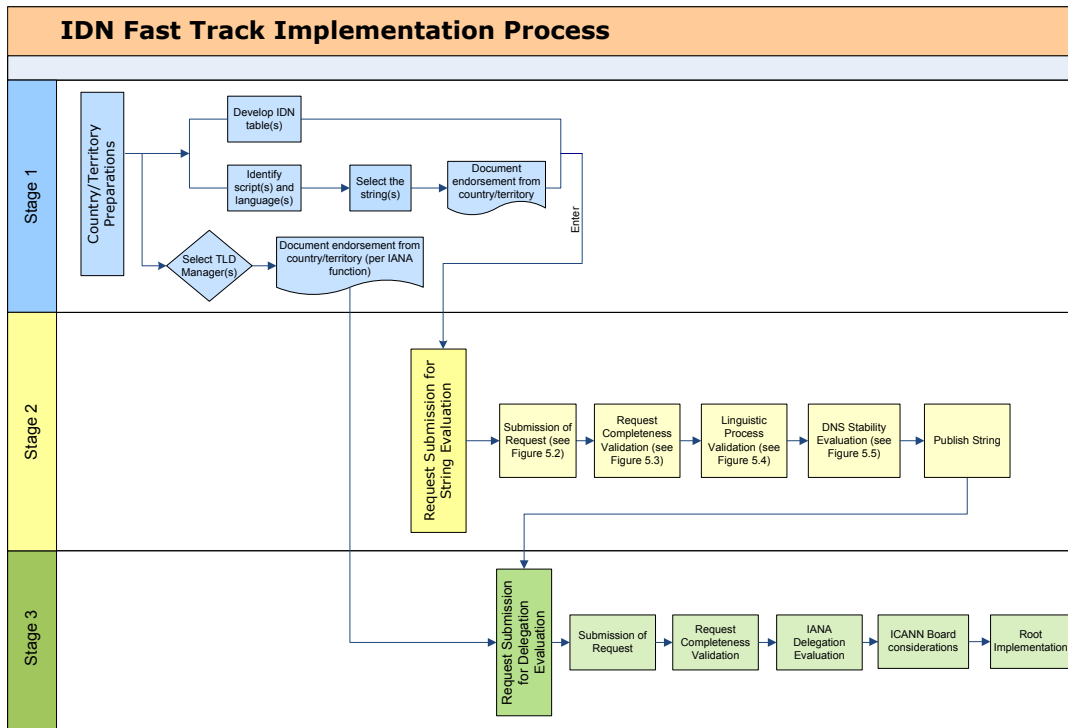 IDN Fast Track Implementation Process
Stage 1
Country/Territory
Preparations
Develop IDN
table(s)
Identify
script(s) and
language(s)
Select the
string(s)
Document
endorsement from
country/territory
Enter
Select TLD
Manager(s)
Document endorsement from
country/territory (per IANA
function)
Stage 2
Request Submission for
String Evaluation
Submission of
Request (see
Figure 5.2)
Request
Completeness
Validation (see
Figure 5.3)
Linguistic
Process
Validation (see
Figure 5.4)
DNS Stability
Evaluation (see
Figure 5.5)
Publish String
Stage 3
Request Submission
for Delegation
Evaluation
Submission of
Request
Request
Completeness
Validation
IANA
Delegation
Evaluation
ICANN Board
considerations
Root
Implementation